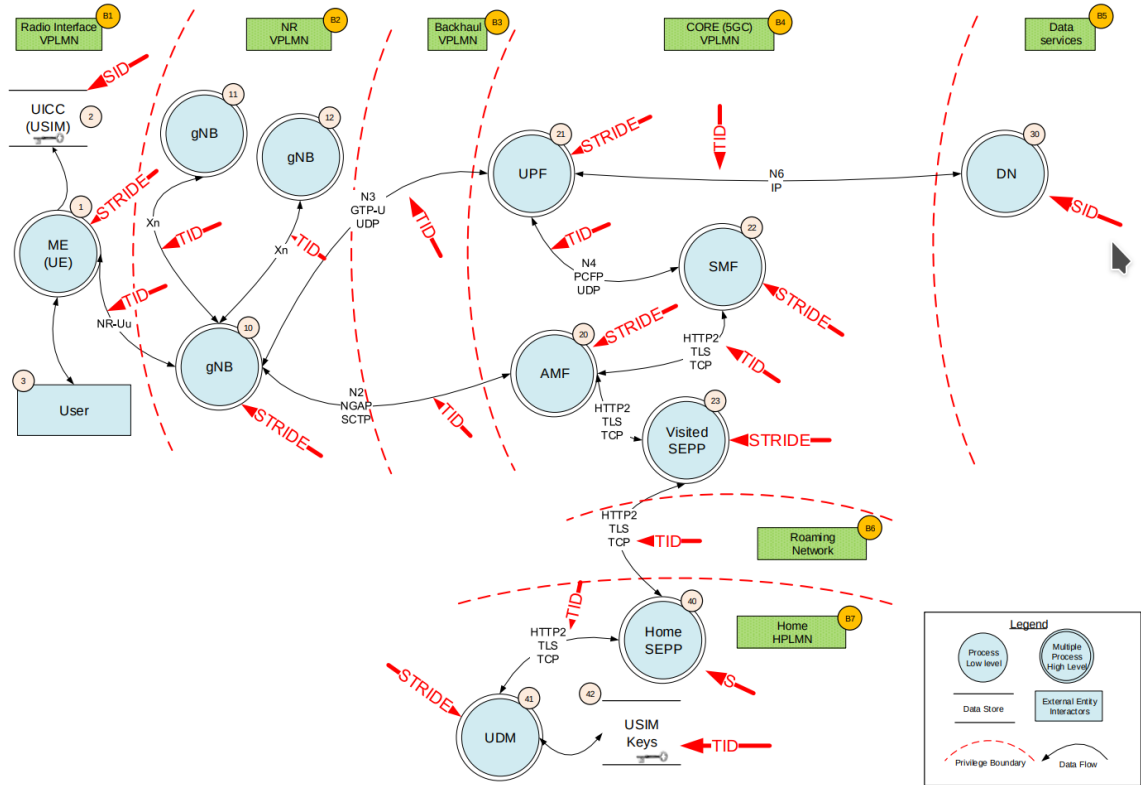 Radio Interface
VPLMN
B1
NR
VPLMN
B2
Backhaul
VPLMN
B3
CORE (5GC)
VPLMN
B4
Data
services
B5
SID
UICC
(USIM)
2
gNB
11
gNB
12
UPF
21
STRIDE
TID
N6
IP
DN
30
SID
STRIDE
1
ME
(UE)
Xn
TID
Xn
TID
N3
GTP-U
UDP
TID
TID
N4
PCFP
UDP
SMF
22
STRIDE
TID
NR-Uu
gNB
10
STRIDE
N2
NGAP
SCTP
TID
AMF
20
STRIDE
HTTP2
TLS
TCP
TID
3
User
HTTP2
TLS
TCP
Visited
SEPP
23
STRIDE
HTTP2
TLS
TCP
TID
Roaming
Network
B6
TID
HTTP2
TLS
TCP
Home
SEPP
40
S
Home
HPLMN
B7
STRIDE
UDM
41
42
USIM
Keys
TID
Legend
Process
Low level
Multiple
Process
High Level
Data Store
External Entity
Interactors
Privilege Boundary
Data Flow